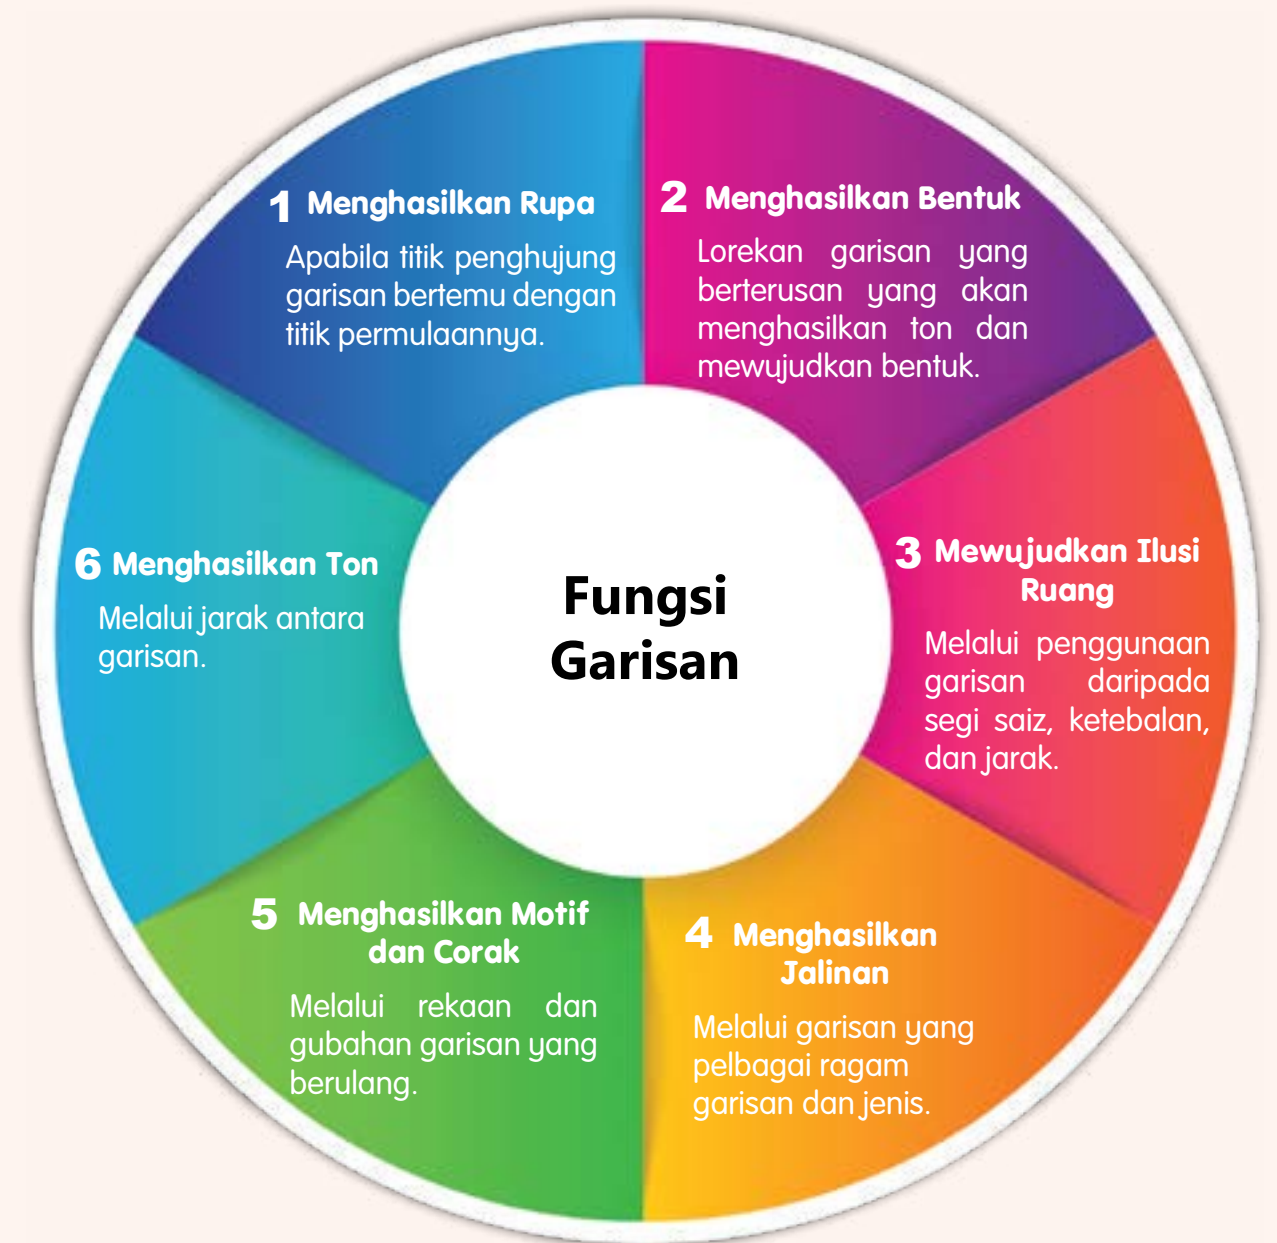 1 Menghasilkan Rupa
Apabila titik penghujung
garisan bertemu dengan
titik permulaannya.
2 Menghasilkan Bentuk
Lorekan garisan yang
berterusan yang akan
menghasilkan ton dan
mewujudkan bentuk.
3 Mewujudkan Ilusi
Ruang
Melalui penggunaan
garisan daripada
segi saiz, ketebalan,
dan jarak.
4 Menghasilkan
Jalinan
Melalui garisan yang
pelbagai ragam
garisan dan jenis.
5 Menghasilkan Motif
dan Corak
Melalui rekaan dan
gubahan garisan yang
berulang.
6 Menghasilkan Ton
Melalui jarak antara
garisan.
Fungsi
Garisan